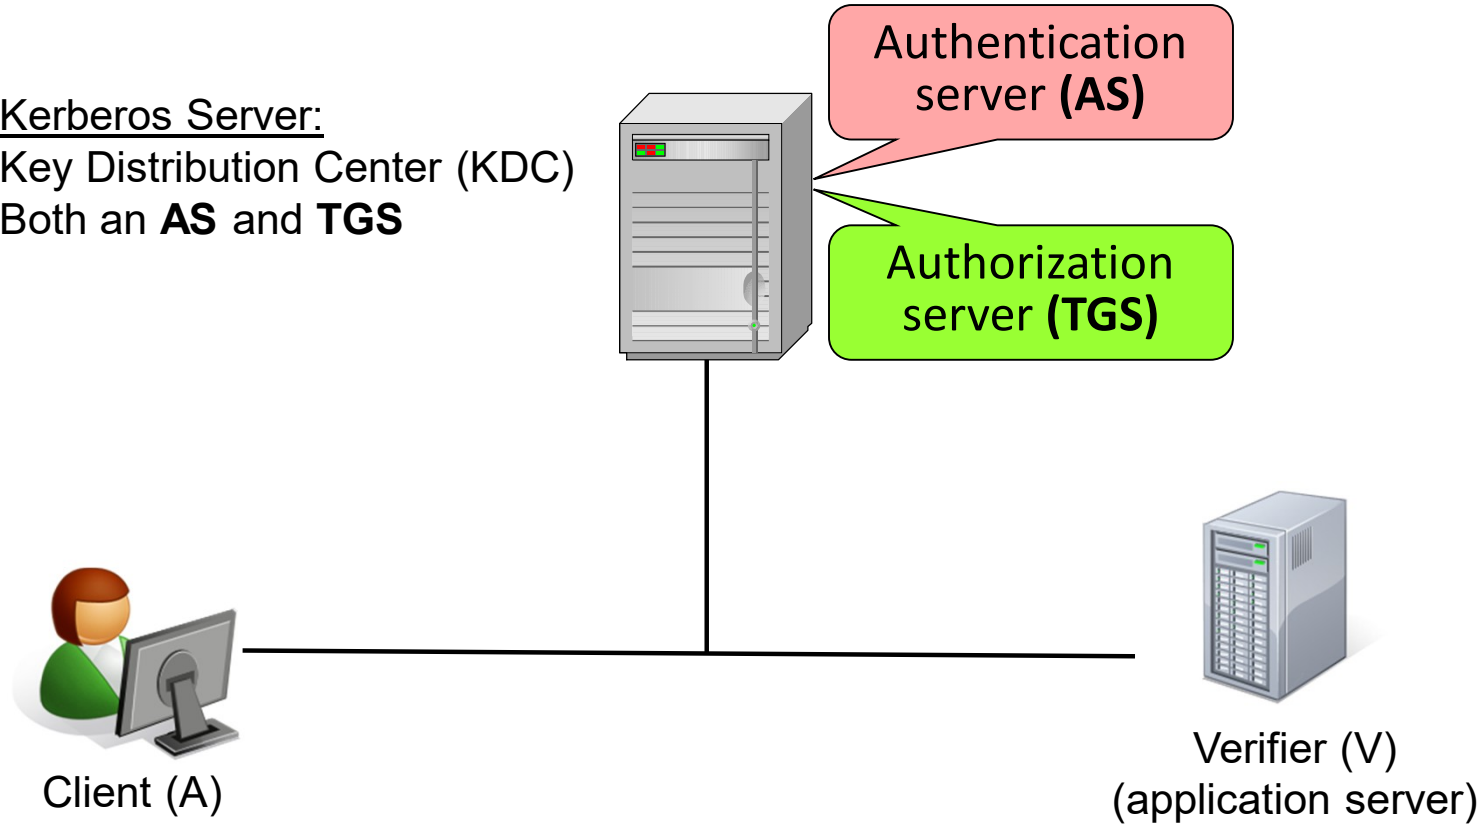 Kerberos Server:
Key Distribution Center (KDC)
Both an AS and TGS
Authentication
server (AS)
Authorization
server (TGS)
Client (A)
Verifier (V)
(application server)